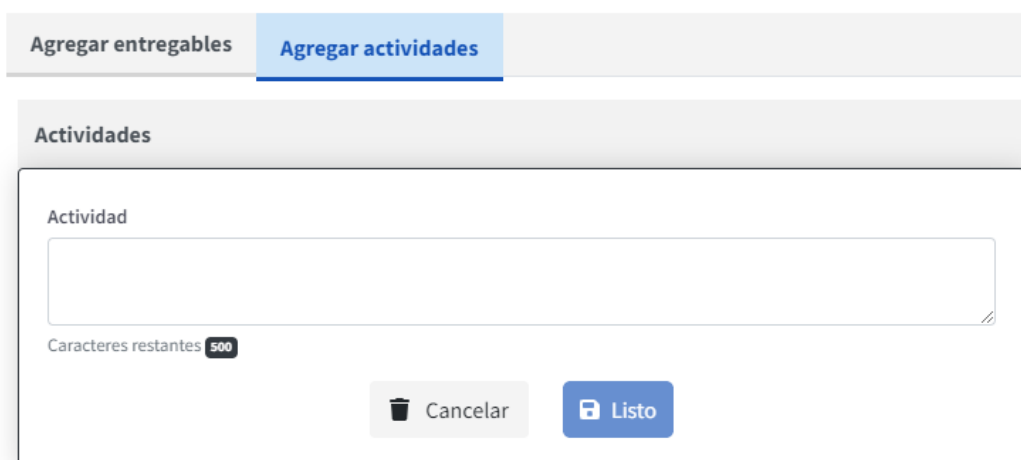 Agregar entregables
Agregar actividades
Actividades
Actividad
Caracteres restantes 500
Cancelar
Listo